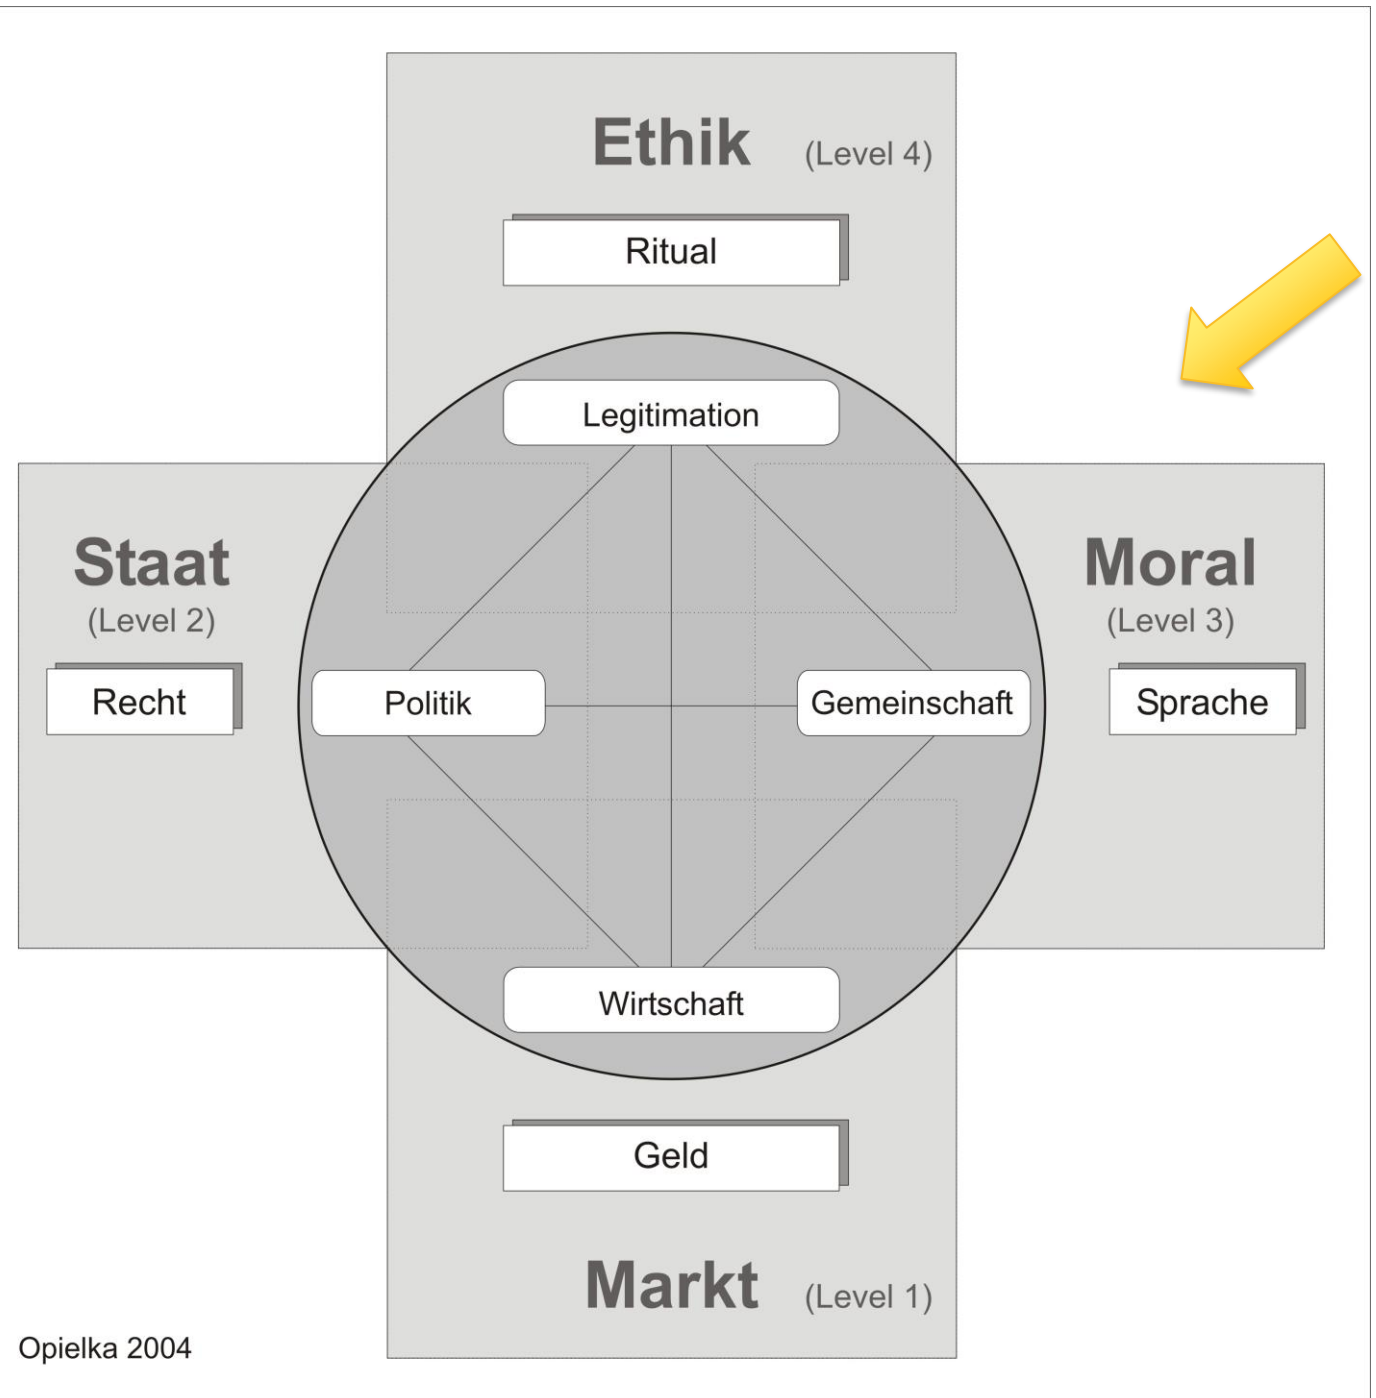 Ethik (Level 4)
Ritual
Legitimation
Staat
(Level 2)
Recht
Politik
Gemeinschaft
Moral
(Level 3)
Sprache
Wirtschaft
Geld
Markt (Level 1)
Opielka 2004